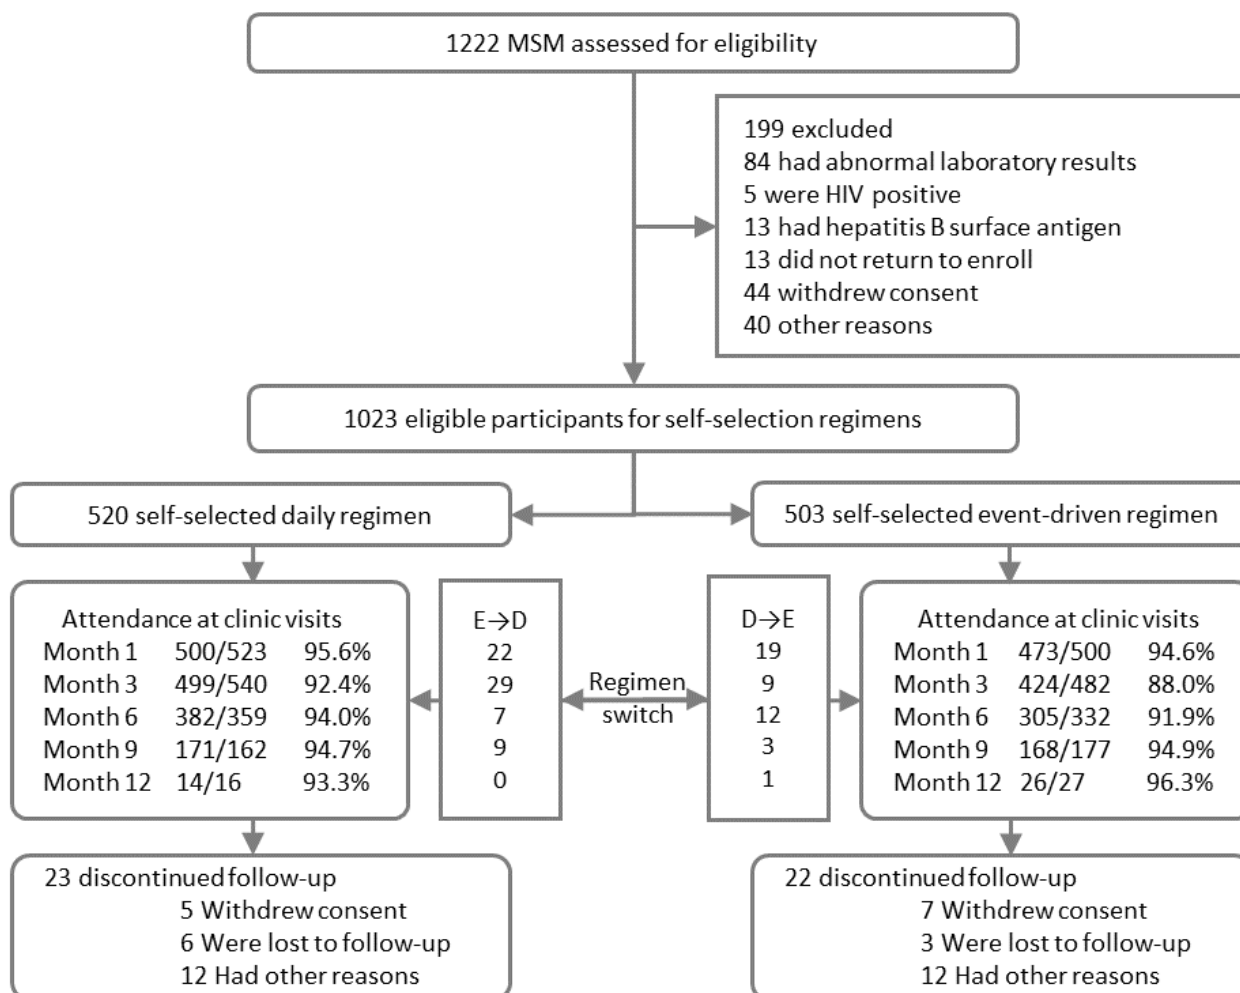 1222 MSM assessed for eligibility
199 excluded
84 had abnormal laboratory results
5 were HIV positive
13 had hepatitis B surface antigen
13 did not return to enroll
44 withdrew consent
40 other reasons
1023 eligible participants for self-selection regimens
520 self-selected daily regimen
503 self-selected event-driven regimen
Attendance at clinic visits
Month 1 500/523 95.6%
Month 3 499/540 92.4%
Month 6 382/359 94.0%
Month 9 171/162 94.7%
Month 12 14/16 93.3%
E→D
22
29
7
9
0
Regimen
switch
D→E
19
9
12
3
1
Attendance at clinic visits
Month 1 473/500 94.6%
Month 3 424/482 88.0%
Month 6 305/332 91.9%
Month 9 168/177 94.9%
Month 12 26/27 96.3%
23 discontinued follow-up
5 Withdrew consent
6 Were lost to follow-up
12 Had other reasons
22 discontinued follow-up
7 Withdrew consent
3 Were lost to follow-up
12 Had other reasons